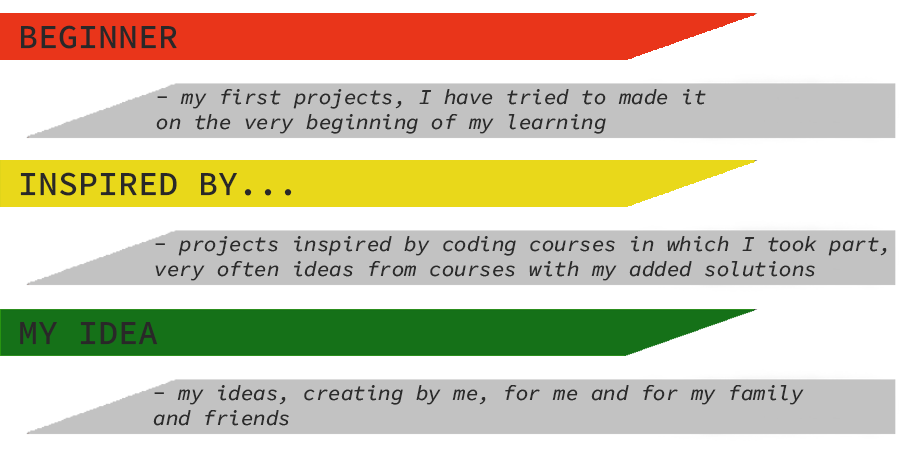 BEGINNER
- my first projects, I have tried to made it
on the very beginning of my learning
INSPIRED BY...
- projects inspired by coding courses in which I took part,
very often ideas from courses with my added solutions
MY IDEA
- my ideas, creating by me, for me and for my family
and friends